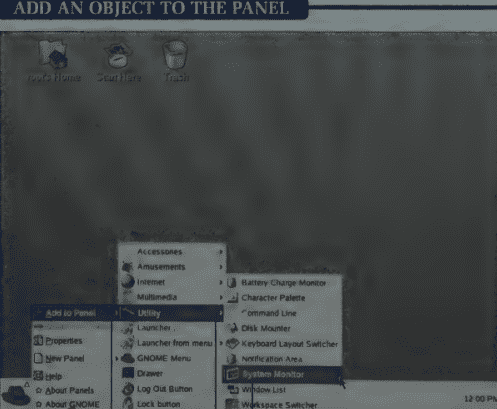 ADD AN OBJECT TO THE PANEL
root's Home
Start Here
Trash
Accessories
Amusements
Internet
Multimedia
Add to Panel
Utility
Properties
Launcher...
New Panel
Launcher from menu
Help
GNOME Menu
About Panels
Drawer
About GNOME
Log Out Button
Lock button
Battery Charge Monitor
Character Palette
Command Line
Disk Mounter
Keyboard Layout Switcher
Notification Area
System Monitor
Window List
Workspace Switcher
12:00 PM